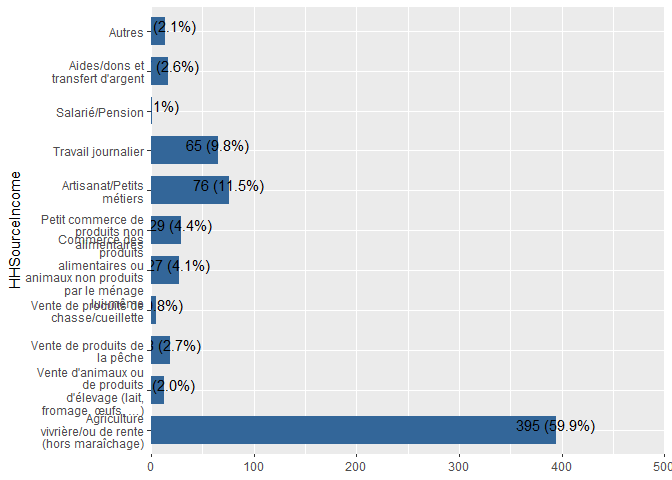 HHSourceIncome
Autres
(2.1%)
Aides/dons et
transfert d'argent
(2.6%)
Salarié/Pension
1%)
Travail journalier
65 (9.8%)
Artisanat/Petits
métiers
76 (11.5%)
Petit commerce de
produits non
alimentaires
29 (4.4%)
Commerce des
produits
alimentaires ou
animaux non produits
par le ménage
lui-même
27 (4.1%)
Vente de produits de
chasse/cueillette
.8%)
Vente de produits de
la pêche
(2.7%)
Vente d'animaux ou
de produits
d'élevage (lait,
fromage, œufs, ...)
(2.0%)
Agriculture
vivrière/ou de rente
(hors maraîchage)
395 (59.9%)
0 100 200 300 400 500